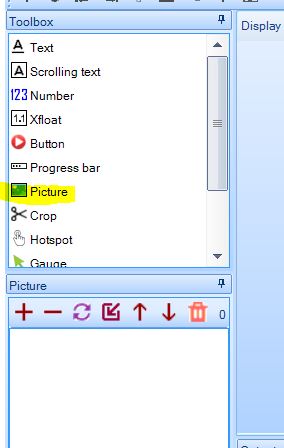 Toolbox
Display
A Text
A Scrolling text
123 Number
1.1 Xfloat
Button
Progress bar
Picture
Crop
Hotspot
Gauge
Picture
0